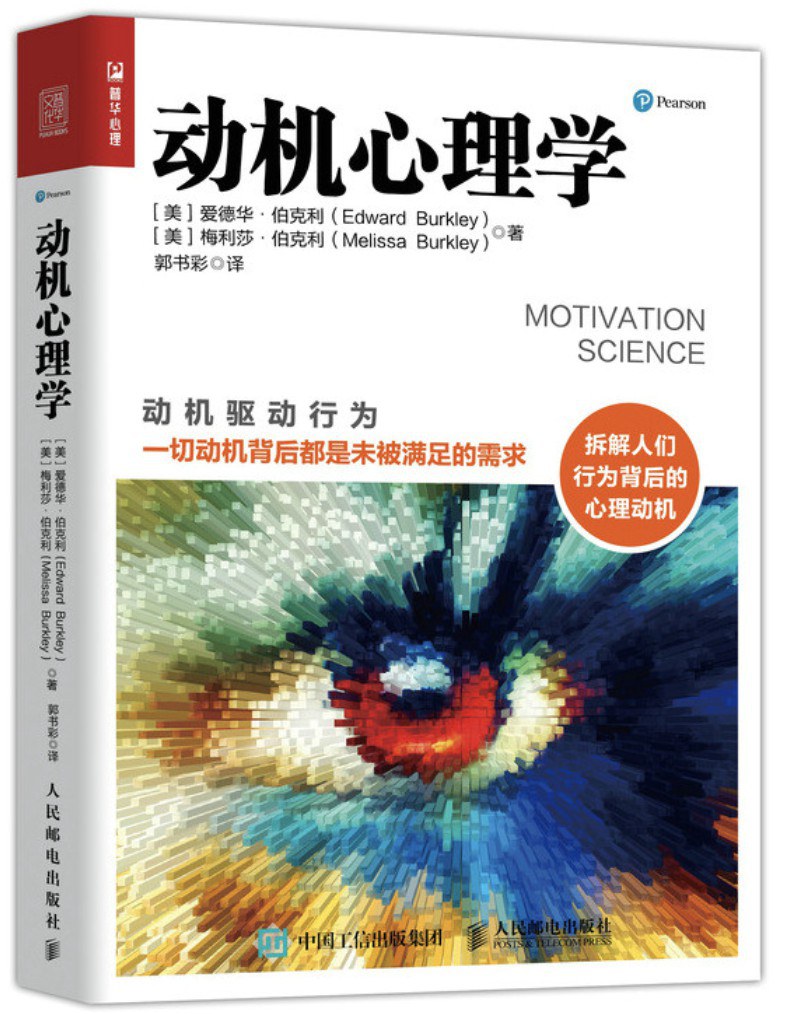 普华文化
PUHUA BOOKS
Pearson
动机心理学
[美]爱德华·伯克利(Edward Burkley)
[美]梅利莎·伯克利(Melissa Burkley)
◎著
郭书彩◎译
人民邮电出版社
普华心理
Pearson
动机心理学
[美]爱德华·伯克利(Edward Burkley)
[美]梅利莎·伯克利(Melissa Burkley)
◎著
郭书彩◎译
MOTIVATION
SCIENCE
动机驱动行为
一切动机背后都是未被满足的需求
拆解人们
行为背后的
心理动机
中国工信出版集团
人民邮电出版社
POSTS & TELECOM PRESS